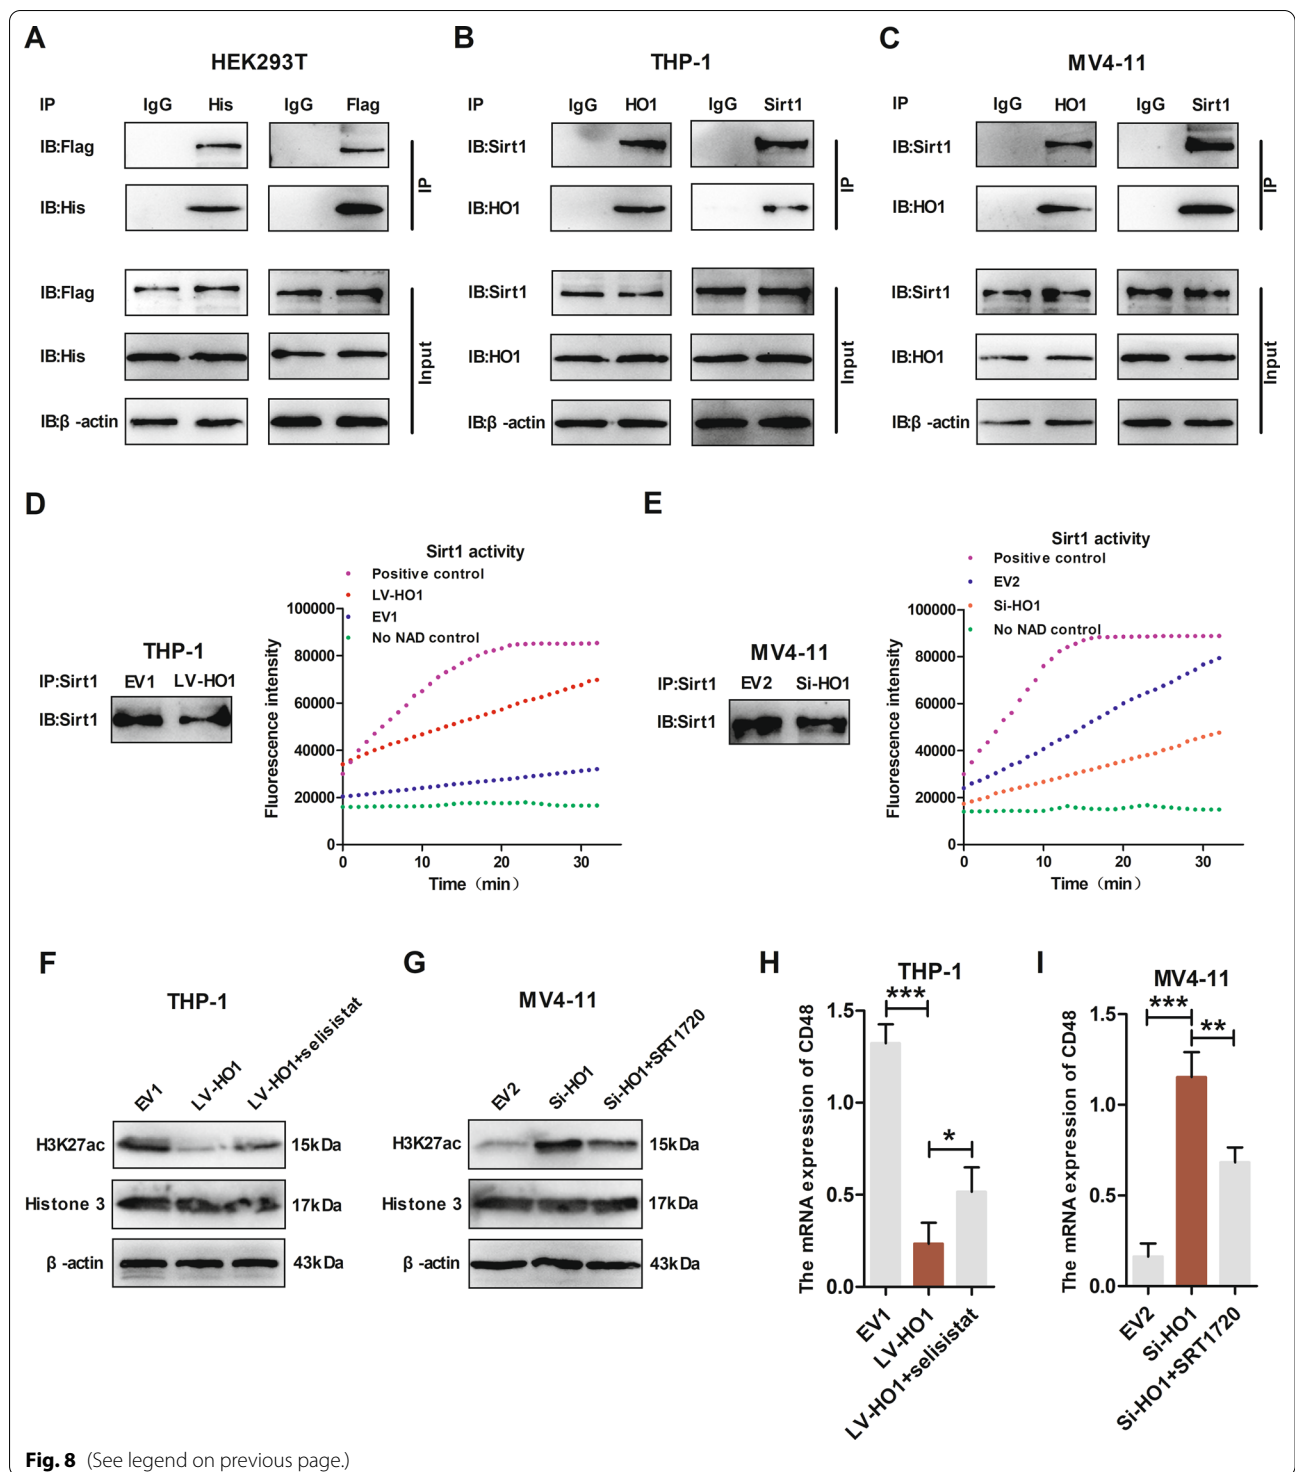 A
HEK293T
IP IgG His IgG Flag
IB:Flag
IB:His
IP
IB:Flag
IB:His
IB:β -actin
Input
B
THP-1
IP IgG HO1 IgG Sirt1
IB:Sirt1
IB:HO1
IP
IB:Sirt1
IB:HO1
IB:β -actin
Input
C
MV4-11
IP IgG HO1 IgG Sirt1
IB:Sirt1
IB:HO1
IP
IB:Sirt1
IB:HO1
IB:β -actin
Input
D
THP-1
IP:Sirt1 EV1 LV-HO1
IB:Sirt1
Sirt1 activity
Positive control
LV-HO1
EV1
No NAD control
Fluorescence intensity
100000
80000
60000
40000
20000
0
0 10 20 30
Time（min）
E
MV4-11
IP:Sirt1 EV2 Si-HO1
IB:Sirt1
Sirt1 activity
Positive control
EV2
Si-HO1
No NAD control
Fluorescence intensity
100000
80000
60000
40000
20000
0
0 10 20 30
Time（min）
F
THP-1
EV1
LV-HO1
LV-HO1+selisistat
H3K27ac 15kDa
Histone 3 17kDa
β -actin 43kDa
G
MV4-11
EV2
Si-HO1
Si-HO1+SRT1720
H3K27ac 15kDa
Histone 3 17kDa
β -actin 43kDa
H
THP-1
The mRNA expression of CD48
1.5
1.0
0.5
0.0
***
*
EV1
LV-HO1
LV-HO1+selisistat
I
MV4-11
The mRNA expression of CD48
1.5
1.0
0.5
0.0
***
**
EV2
Si-HO1
Si-HO1+SRT1720
Fig. 8 (See legend on previous page.)